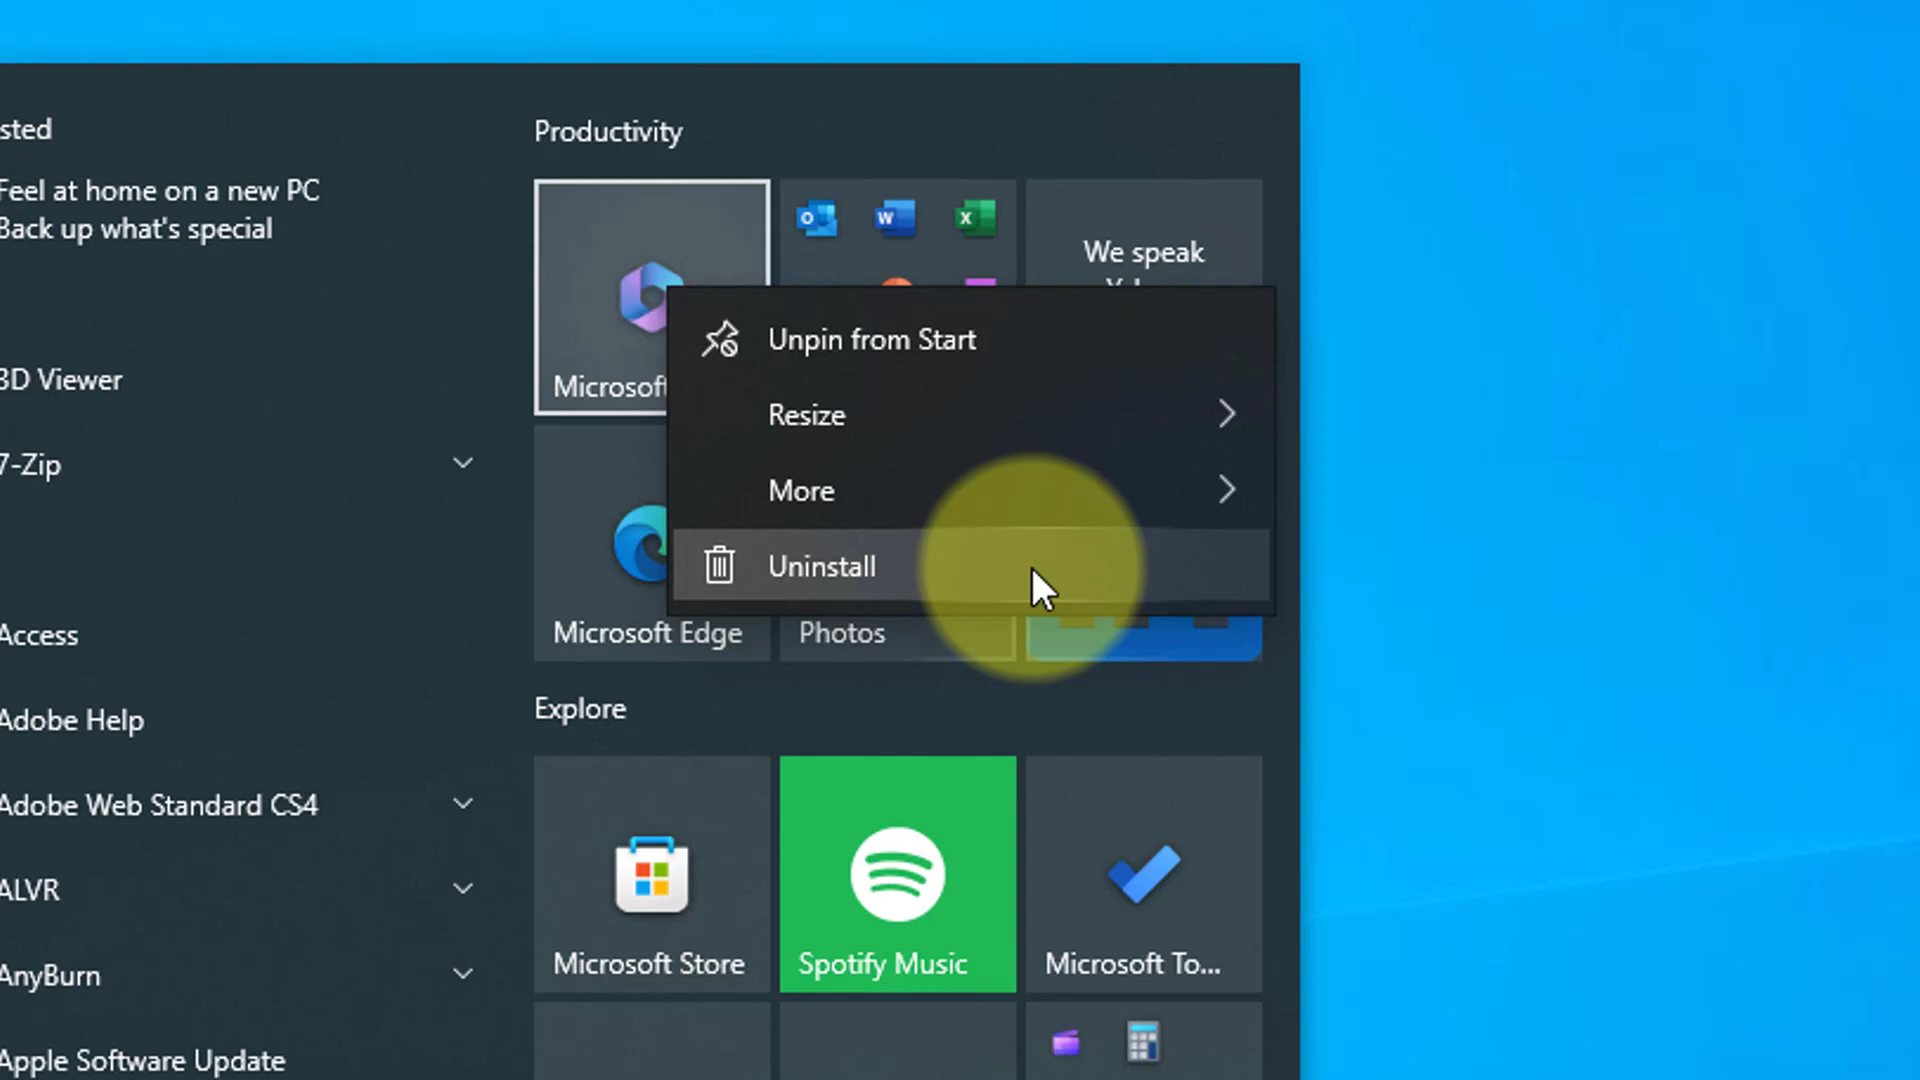 sted
Feel at home on a new PC
Back up what's special
3D Viewer
7-Zip
Access
Adobe Help
Adobe Web Standard CS4
ALVR
AnyBurn
Apple Software Update
Productivity
Microsoft
We speak
Unpin from Start
Resize
More
Uninstall
Microsoft Edge
Photos
Explore
Microsoft Store
Spotify Music
Microsoft To...